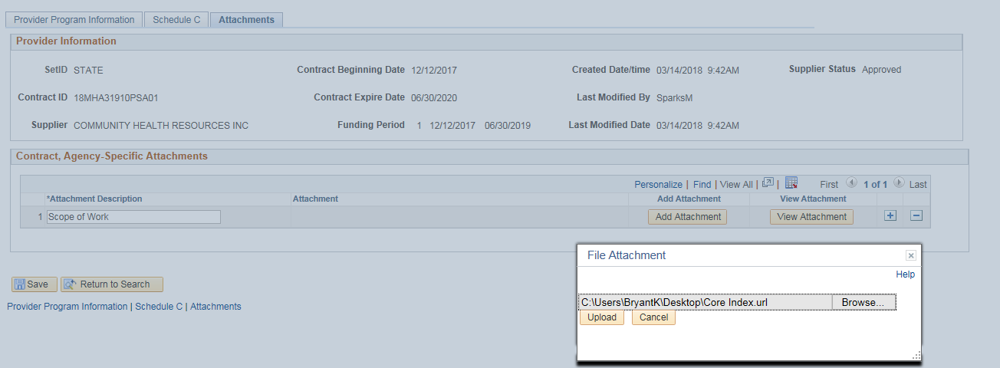 Provider Program Information Schedule C Attachments
Provider Information
SetID STATE Contract Beginning Date 12/12/2017 Created Date/time 03/14/2018 9:42AM Supplier Status Approved
Contract ID 18MHA31910PSA01 Contract Expire Date 06/30/2020 Last Modified By SparksM
Supplier COMMUNITY HEALTH RESOURCES INC Funding Period 1 12/12/2017 06/30/2019 Last Modified Date 03/14/2018 9:42AM
Contract, Agency-Specific Attachments
Personalize | Find | View All | | First 1 of 1 Last
*Attachment Description Attachment Add Attachment View Attachment
1 Scope of Work Add Attachment View Attachment
File Attachment
Help
C:\Users\BryantK\Desktop\Core Index.url Browse...
Upload Cancel
Save Return to Search
Provider Program Information | Schedule C | Attachments